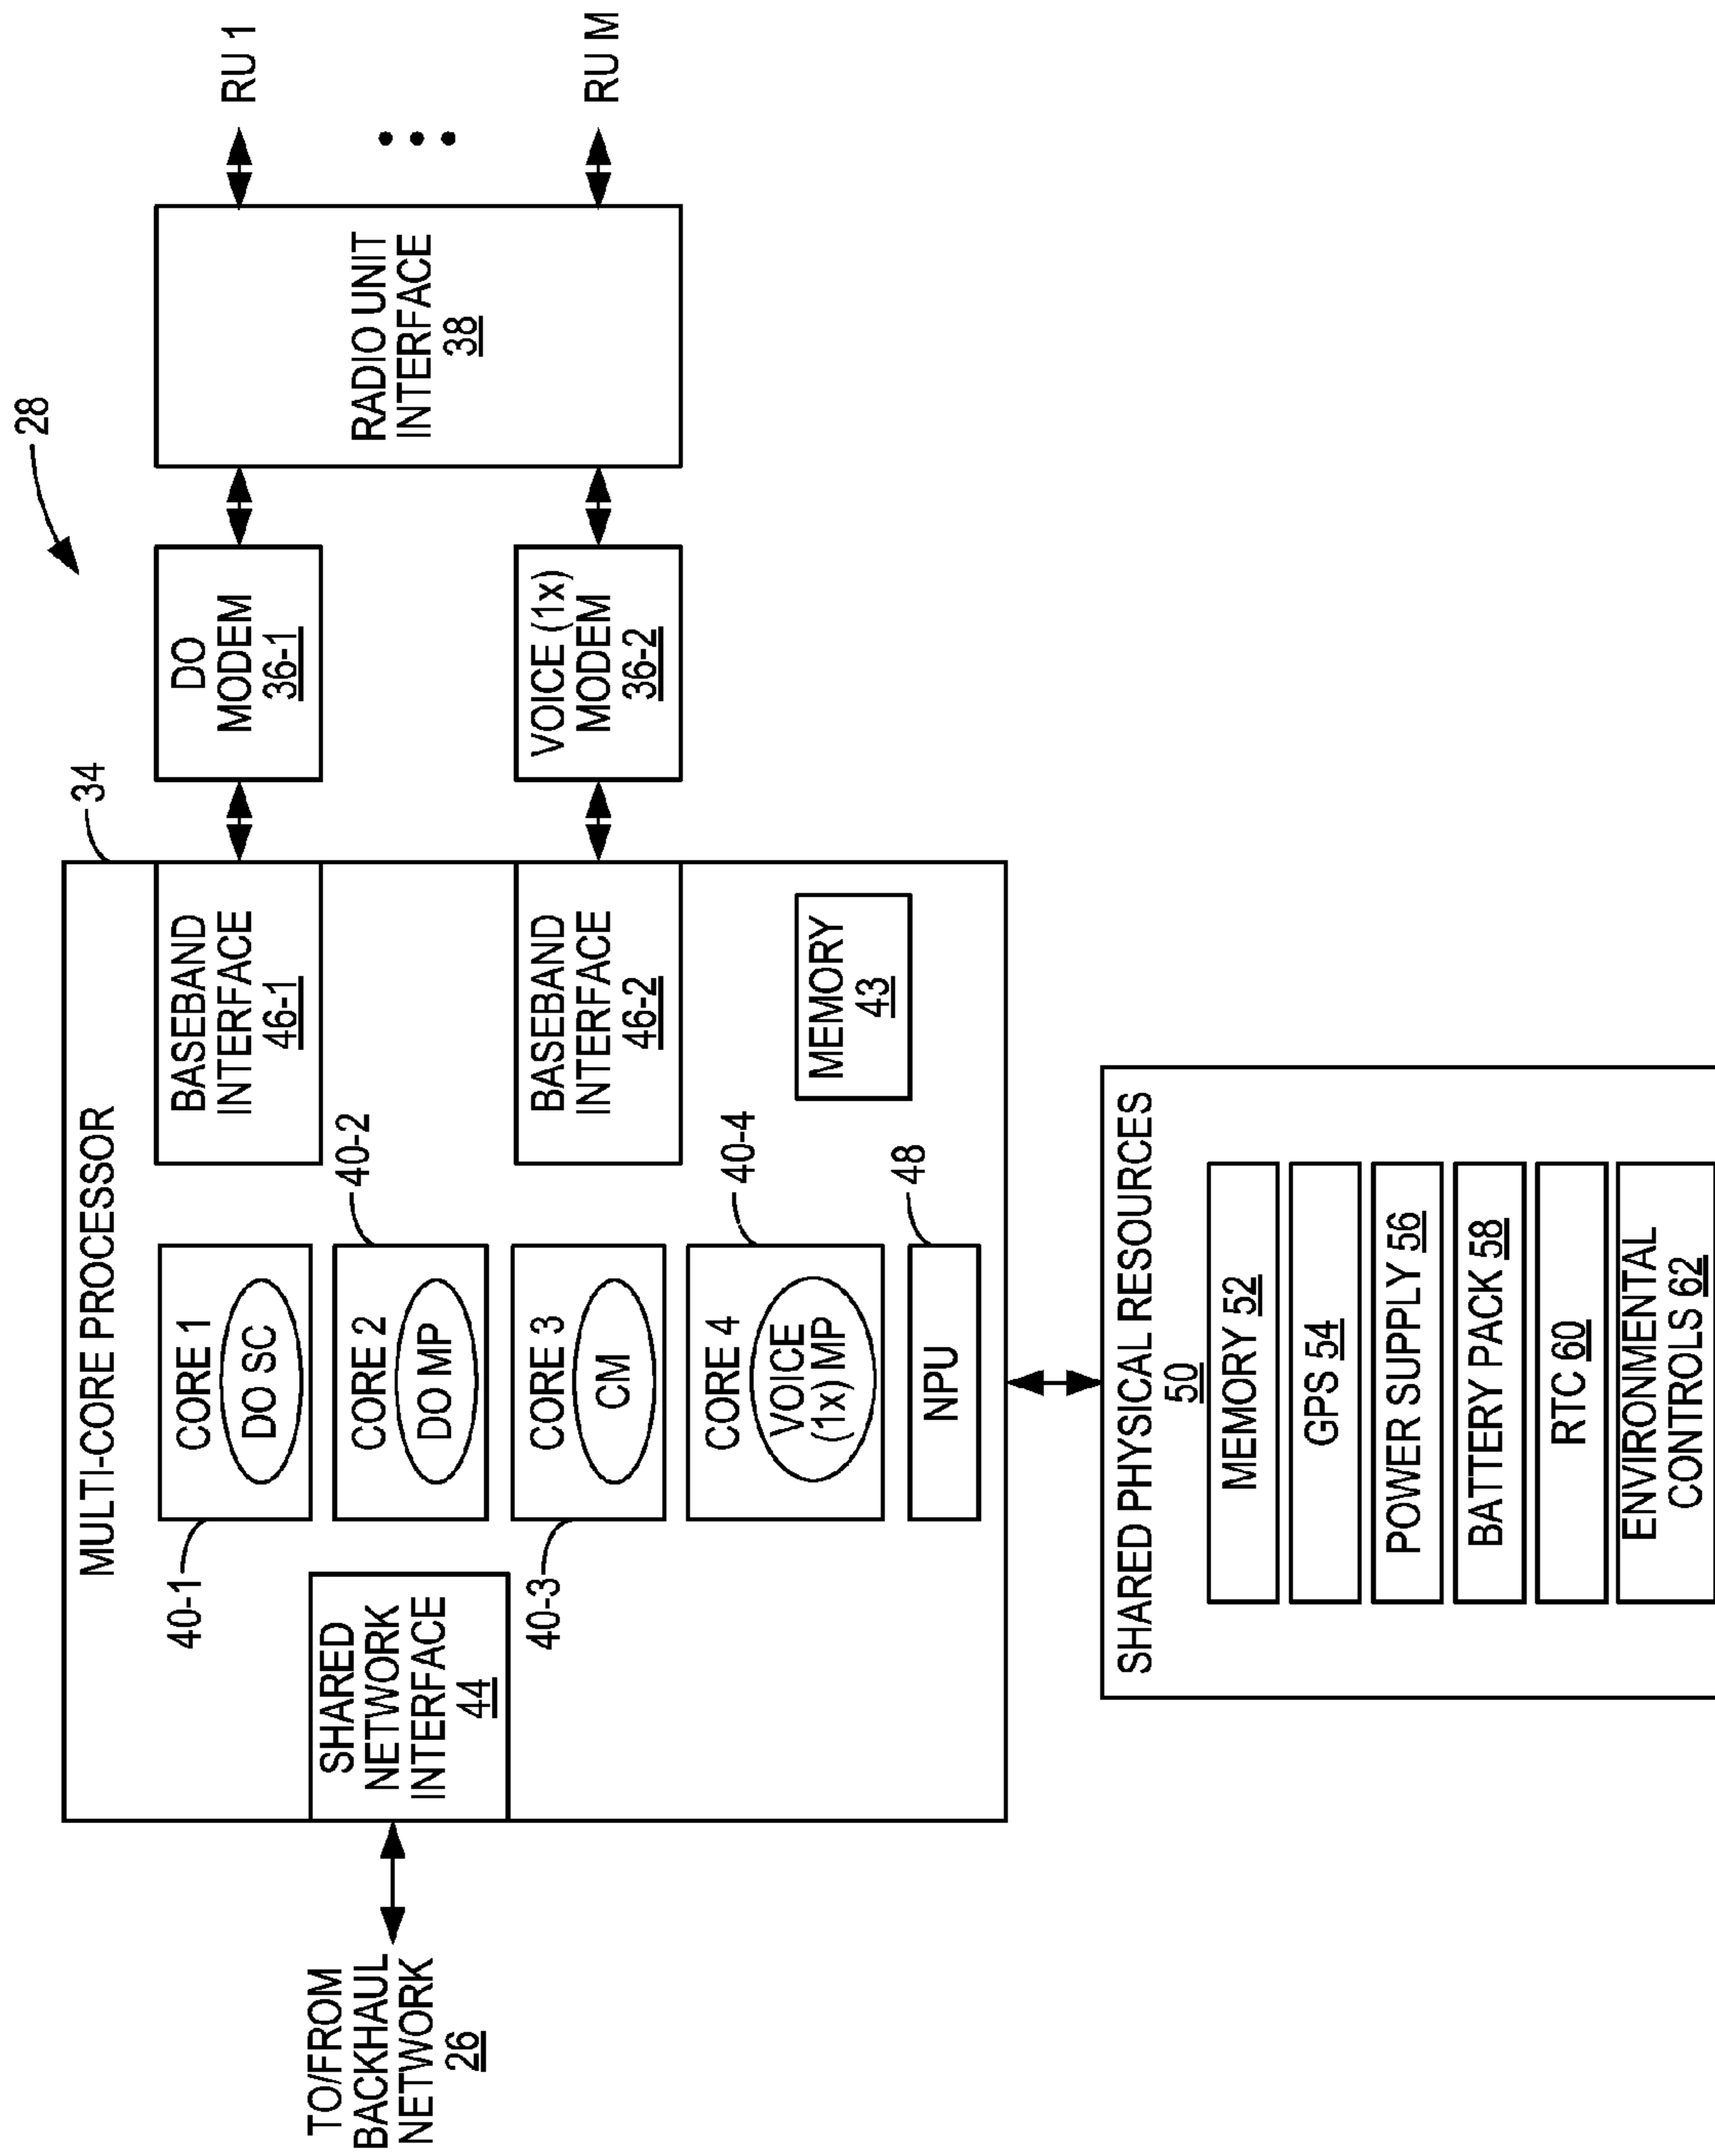 28
34
MULTI-CORE PROCESSOR
TO/FROM
BACKHAUL
NETWORK
26
SHARED
NETWORK
INTERFACE
44
40-1
CORE 1
DO SC
40-2
CORE 2
DO MP
40-3
CORE 3
CM
40-4
CORE 4
VOICE
(1x) MP
48
NPU
BASEBAND
INTERFACE
46-1
BASEBAND
INTERFACE
46-2
MEMORY
43
DO
MODEM
36-1
VOICE (1x)
MODEM
36-2
RADIO UNIT
INTERFACE
38
RU 1
RU M
SHARED PHYSICAL RESOURCES
50
MEMORY 52
GPS 54
POWER SUPPLY 56
BATTERY PACK 58
RTC 60
ENVIRONMENTAL
CONTROLS 62